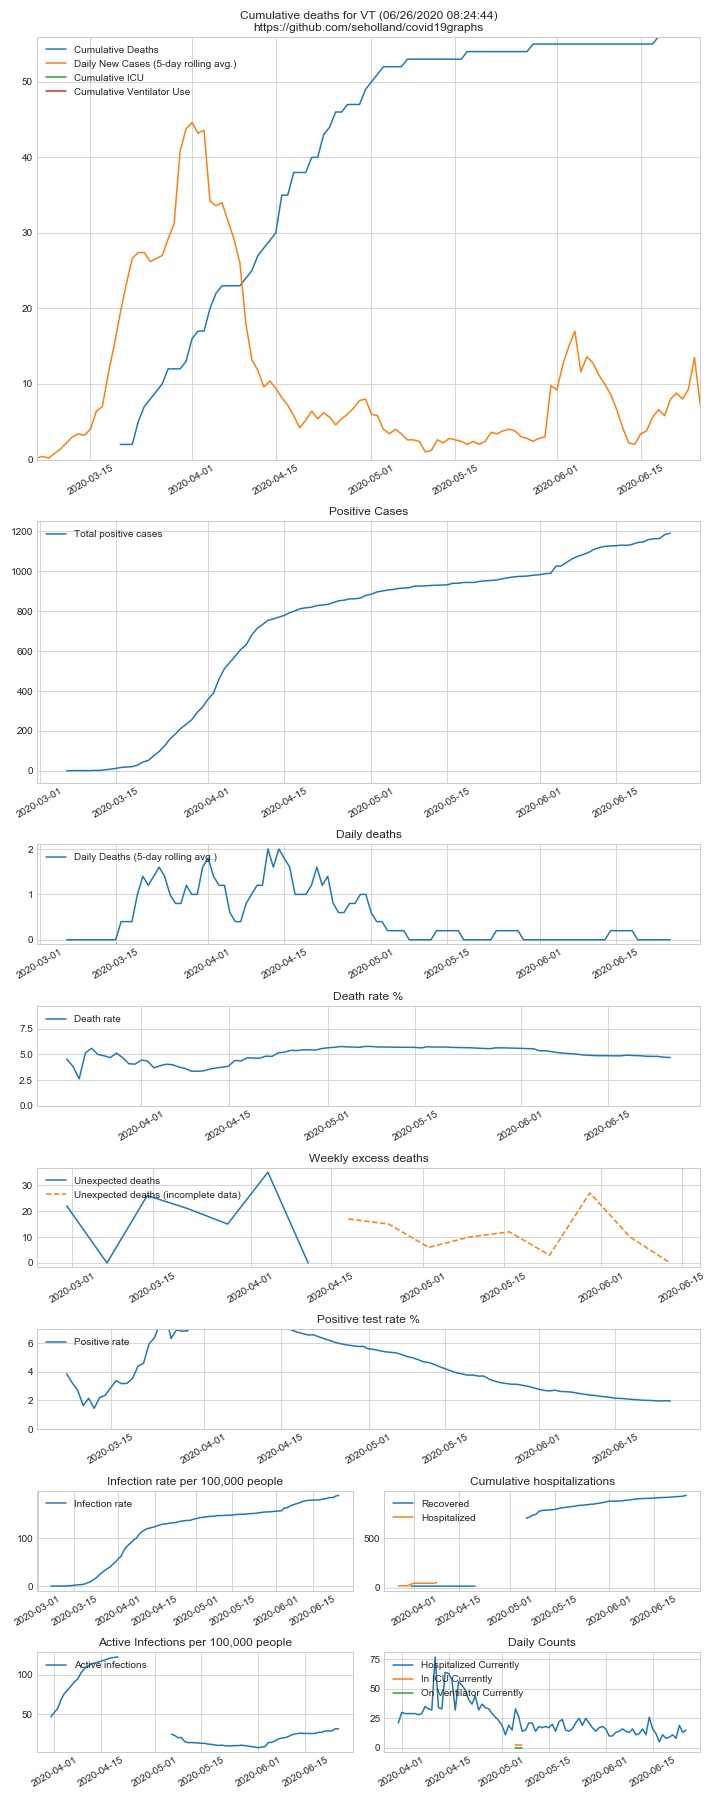 Cumulative deaths for VT (06/26/2020 08:24:44)
https://github.com/seholland/covid19graphs
Cumulative Deaths
Daily New Cases (5-day rolling avg.)
Cumulative ICU
Cumulative Ventilator Use
50
40
30
20
10
0
2020-03-15 2020-04-01 2020-04-15 2020-05-01 2020-05-15 2020-06-01 2020-06-15
Positive Cases
Total positive cases
1200
1000
800
600
400
200
0
2020-03-01 2020-03-15 2020-04-01 2020-04-15 2020-05-01 2020-05-15 2020-06-01 2020-06-15
Daily deaths
Daily Deaths (5-day rolling avg.)
2
1
0
2020-03-01 2020-03-15 2020-04-01 2020-04-15 2020-05-01 2020-05-15 2020-06-01 2020-06-15
Death rate %
Death rate
7.5
5.0
2.5
0.0
2020-04-01 2020-04-15 2020-05-01 2020-05-15 2020-06-01 2020-06-15
Weekly excess deaths
Unexpected deaths
Unexpected deaths (incomplete data)
30
20
10
0
2020-03-01 2020-03-15 2020-04-01 2020-04-15 2020-05-01 2020-05-15 2020-06-01 2020-06-15
Positive test rate %
Positive rate
6
4
2
0
2020-03-15 2020-04-01 2020-04-15 2020-05-01 2020-05-15 2020-06-01 2020-06-15
Infection rate per 100,000 people
Infection rate
100
0
2020-03-01 2020-03-15 2020-04-01 2020-04-15 2020-05-01 2020-05-15 2020-06-01 2020-06-15
Cumulative hospitalizations
Recovered
Hospitalized
500
0
2020-04-01 2020-04-15 2020-05-01 2020-05-15 2020-06-01 2020-06-15
Active Infections per 100,000 people
Active infections
100
50
2020-04-01 2020-04-15 2020-05-01 2020-05-15 2020-06-01 2020-06-15
Daily Counts
Hospitalized Currently
In ICU Currently
On Ventilator Currently
75
50
25
0
2020-04-01 2020-04-15 2020-05-01 2020-05-15 2020-06-01 2020-06-15